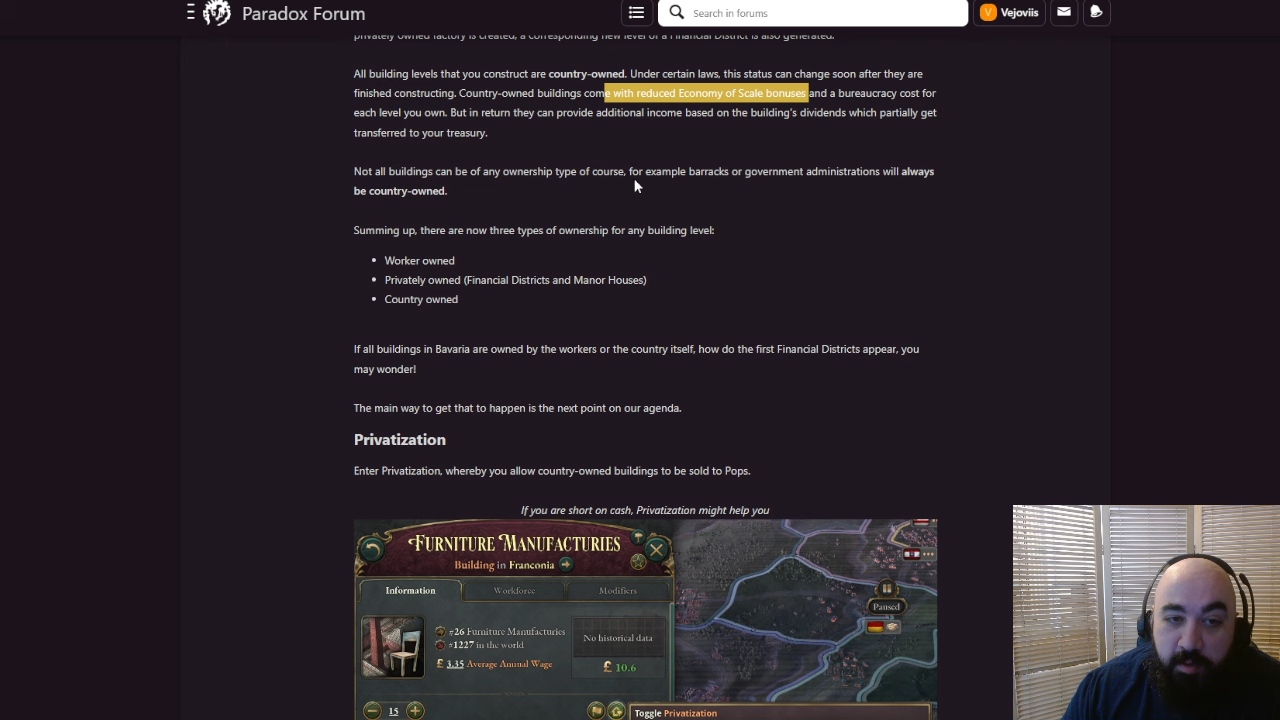 Paradox Forum
Search in forums
V Vejoviis
privately owned factory is created, a corresponding new level of a Financial District is also generated.
All building levels that you construct are country-owned. Under certain laws, this status can change soon after they are
finished constructing. Country-owned buildings come with reduced Economy of Scale bonuses and a bureaucracy cost for
each level you own. But in return they can provide additional income based on the building's dividends which partially get
transferred to your treasury.
Not all buildings can be of any ownership type of course, for example barracks or government administrations will always
be country-owned.
Summing up, there are now three types of ownership for any building level:
• Worker owned
• Privately owned (Financial Districts and Manor Houses)
• Country owned
If all buildings in Bavaria are owned by the workers or the country itself, how do the first Financial Districts appear, you
may wonder!
The main way to get that to happen is the next point on our agenda.
Privatization
Enter Privatization, whereby you allow country-owned buildings to be sold to Pops.
If you are short on cash, Privatization might help you
FURNITURE MANUFACTURIES
Building in Franconia
Information Workforce Modifiers
#26 Furniture Manufacturies
#1227 in the world
£ 3.35 Average Annual Wage
No historical data
£ 10.6
Paused
15
Toggle Privatization